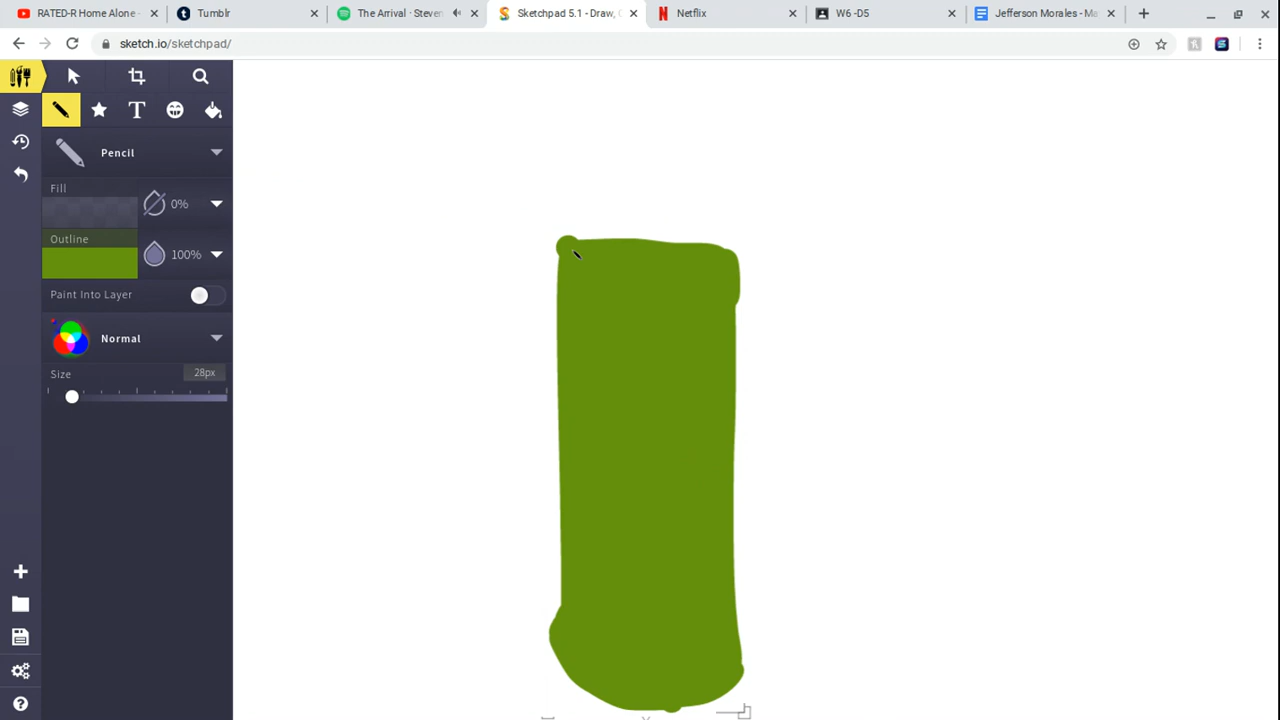 RATED-R Home Alone -
Tumblr
The Arrival · Steven
Sketchpad 5.1 - Draw, C
Netflix
W6 -D5
Jefferson Morales - Ma
sketch.io/sketchpad/
T
Pencil
Fill
0%
Outline
100%
Paint Into Layer
Normal
Size
28px